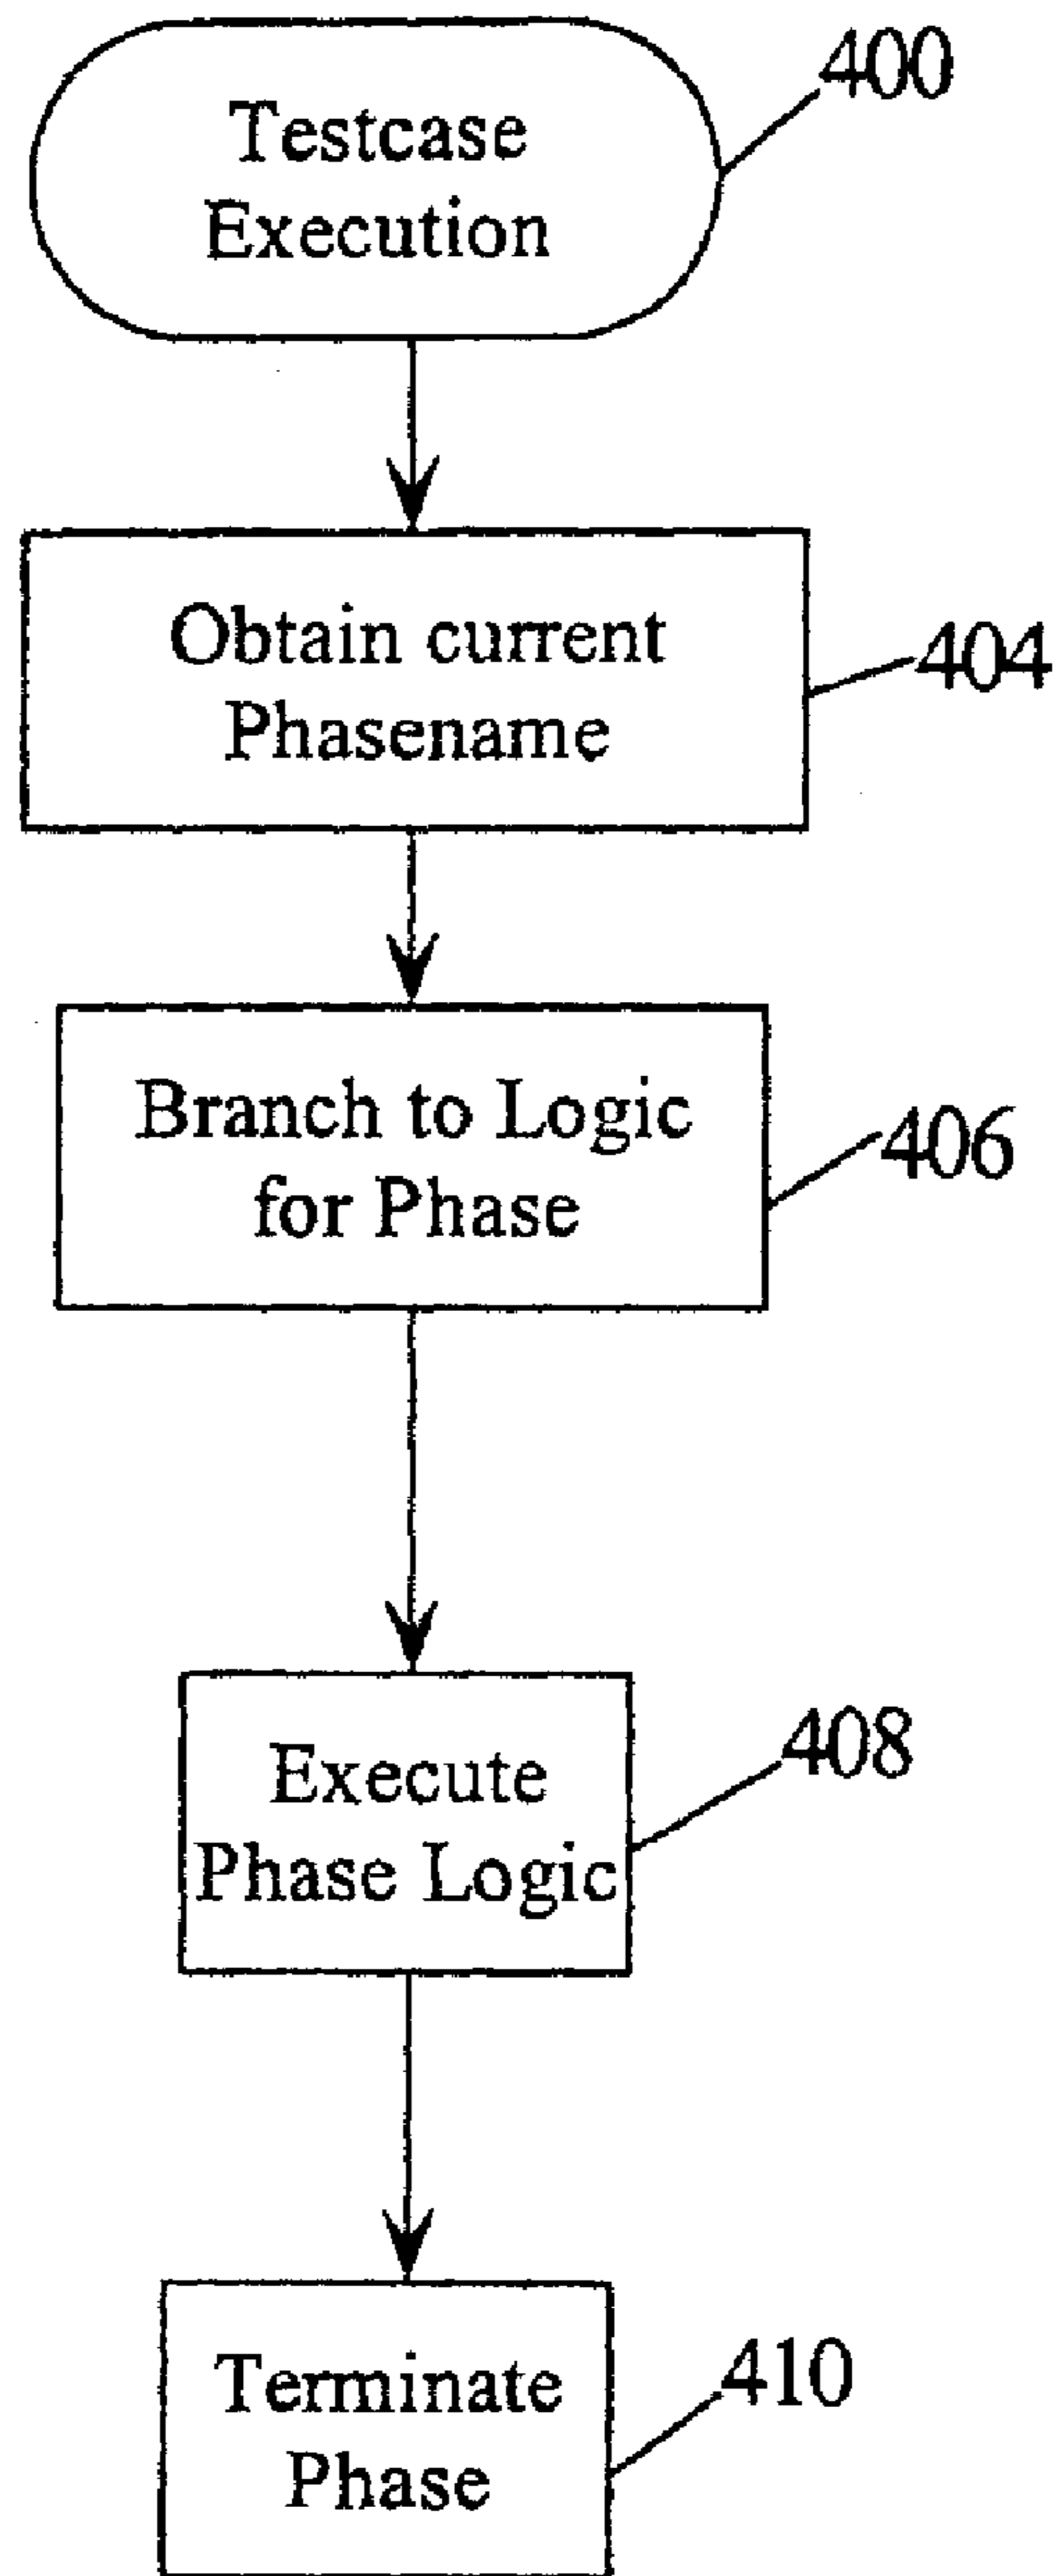 400
Testcase
Execution
Obtain current
Phasename
404
Branch to Logic
for Phase
406
Execute
Phase Logic
408
Terminate
Phase
410